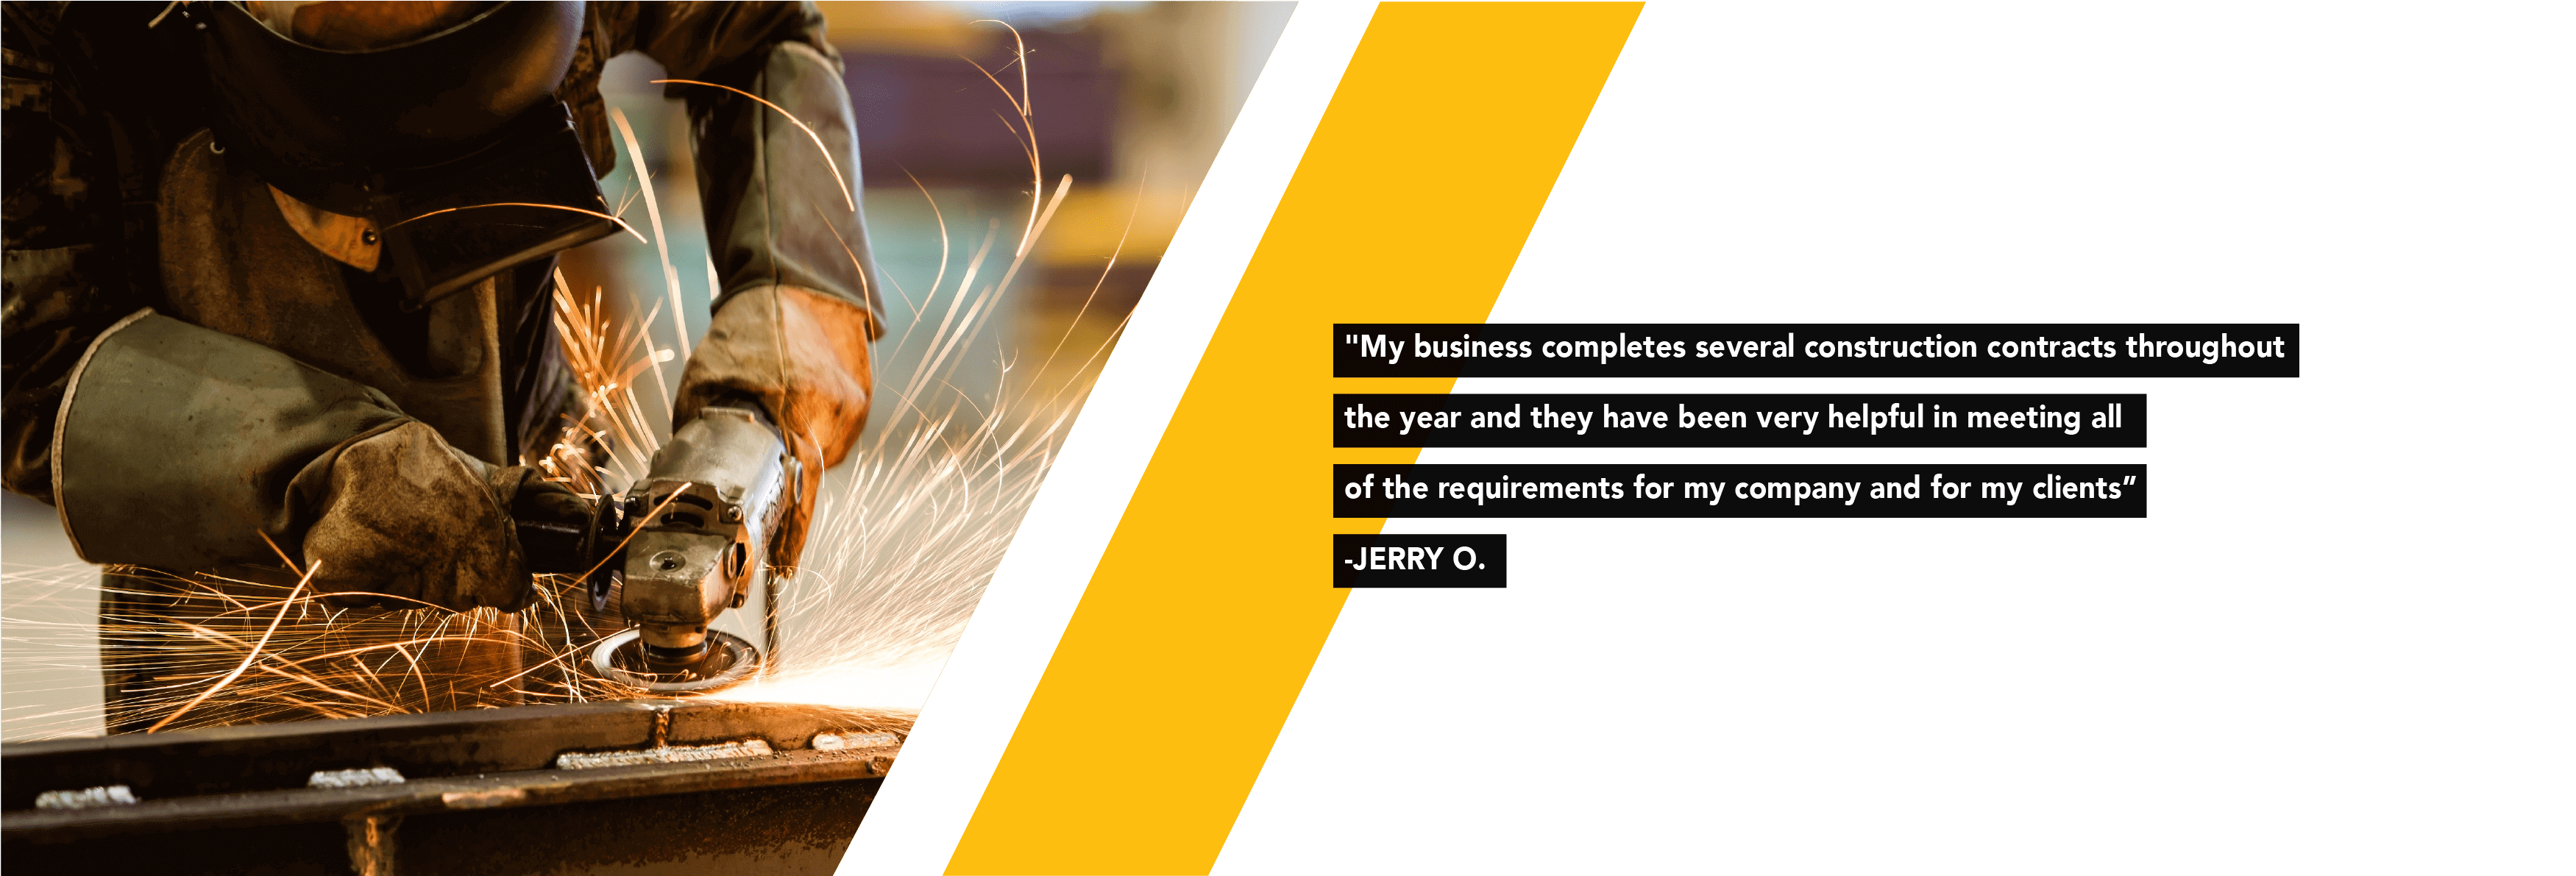 "My business completes several construction contracts throughout
the year and they have been very helpful in meeting all
of the requirements for my company and for my clients”
-JERRY O.